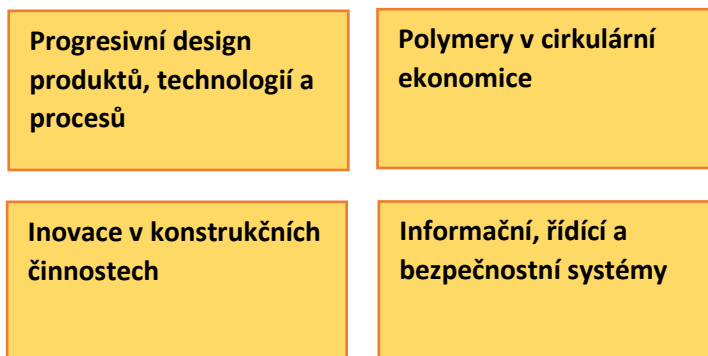 Progresivní design
produktů, technologií a
procesů
Polymery v cirkulární
ekonomice
Inovace v konstrukčních
činnostech
Informační, řídící a
bezpečnostní systémy